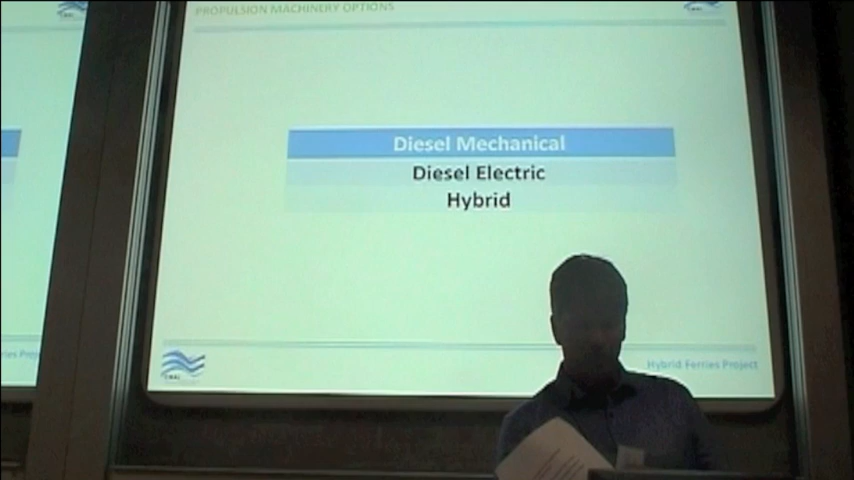 PROPULSION MACHINERY OPTIONS
Diesel Mechanical
Diesel Electric
Hybrid
Hybrid Ferries Project